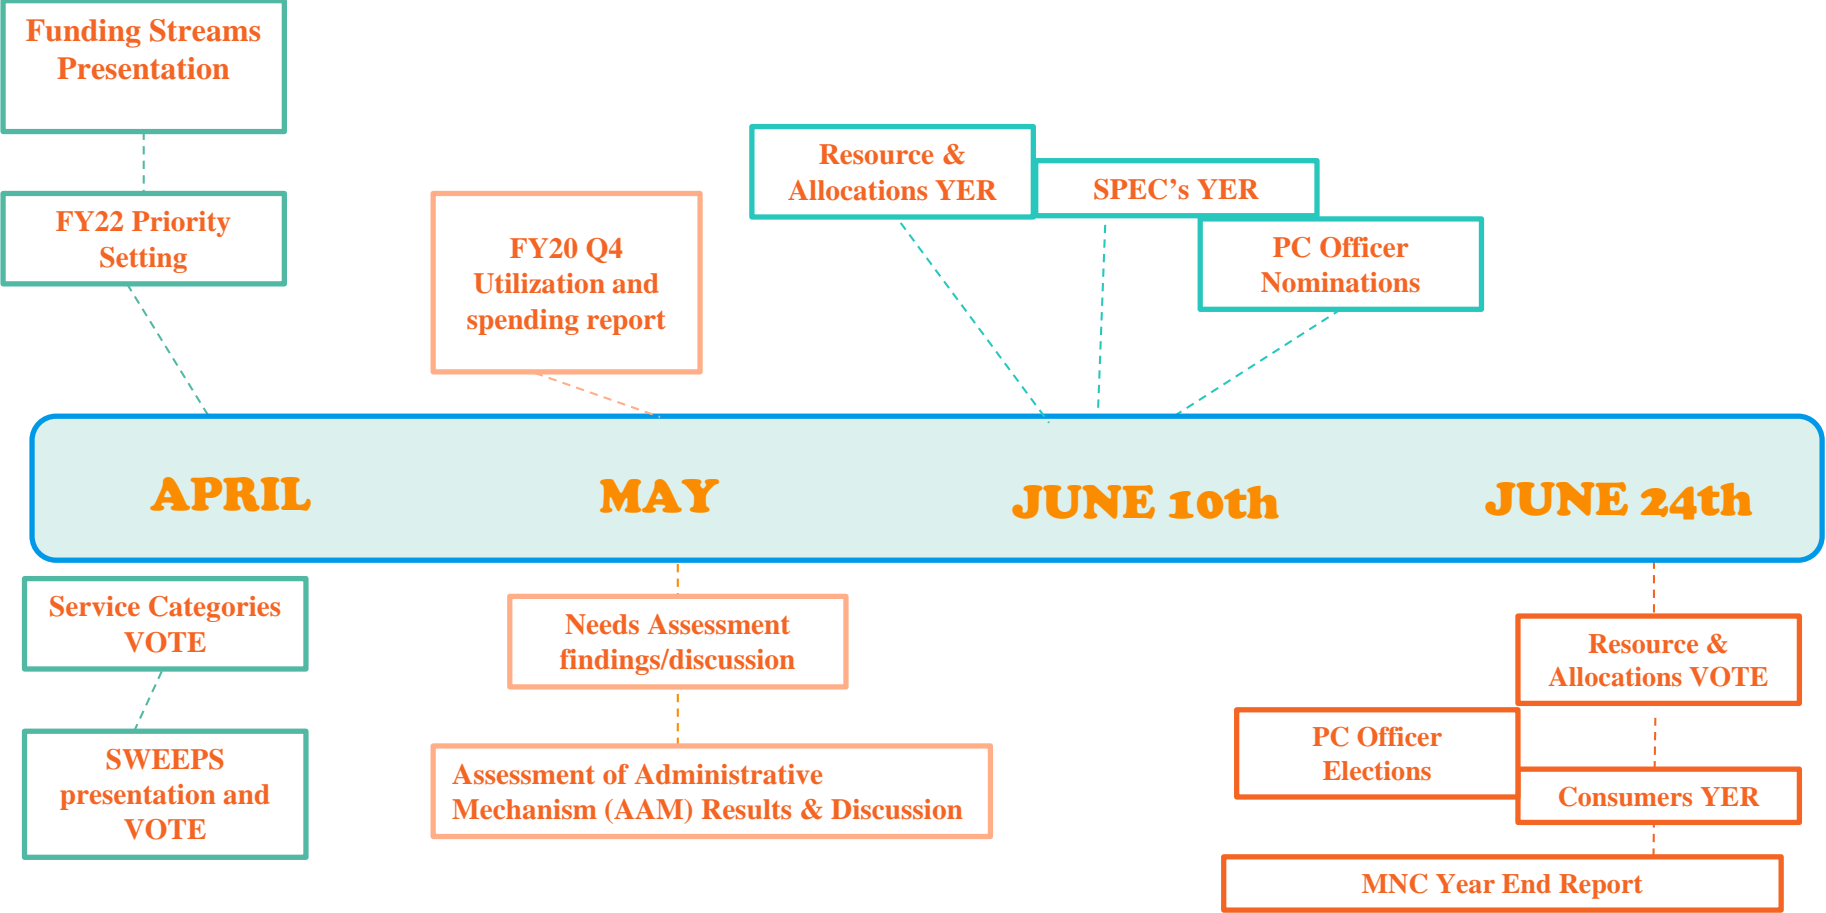 Funding Streams
Presentation
FY22 Priority
Setting
FY20 Q4
Utilization and
spending report
Resource &
Allocations YER
SPEC’s YER
PC Officer
Nominations
APRIL
MAY
JUNE 10th
JUNE 24th
Service Categories
VOTE
SWEEPS
presentation and
VOTE
Needs Assessment
findings/discussion
Assessment of Administrative
Mechanism (AAM) Results & Discussion
Resource &
Allocations VOTE
PC Officer
Elections
Consumers YER
MNC Year End Report